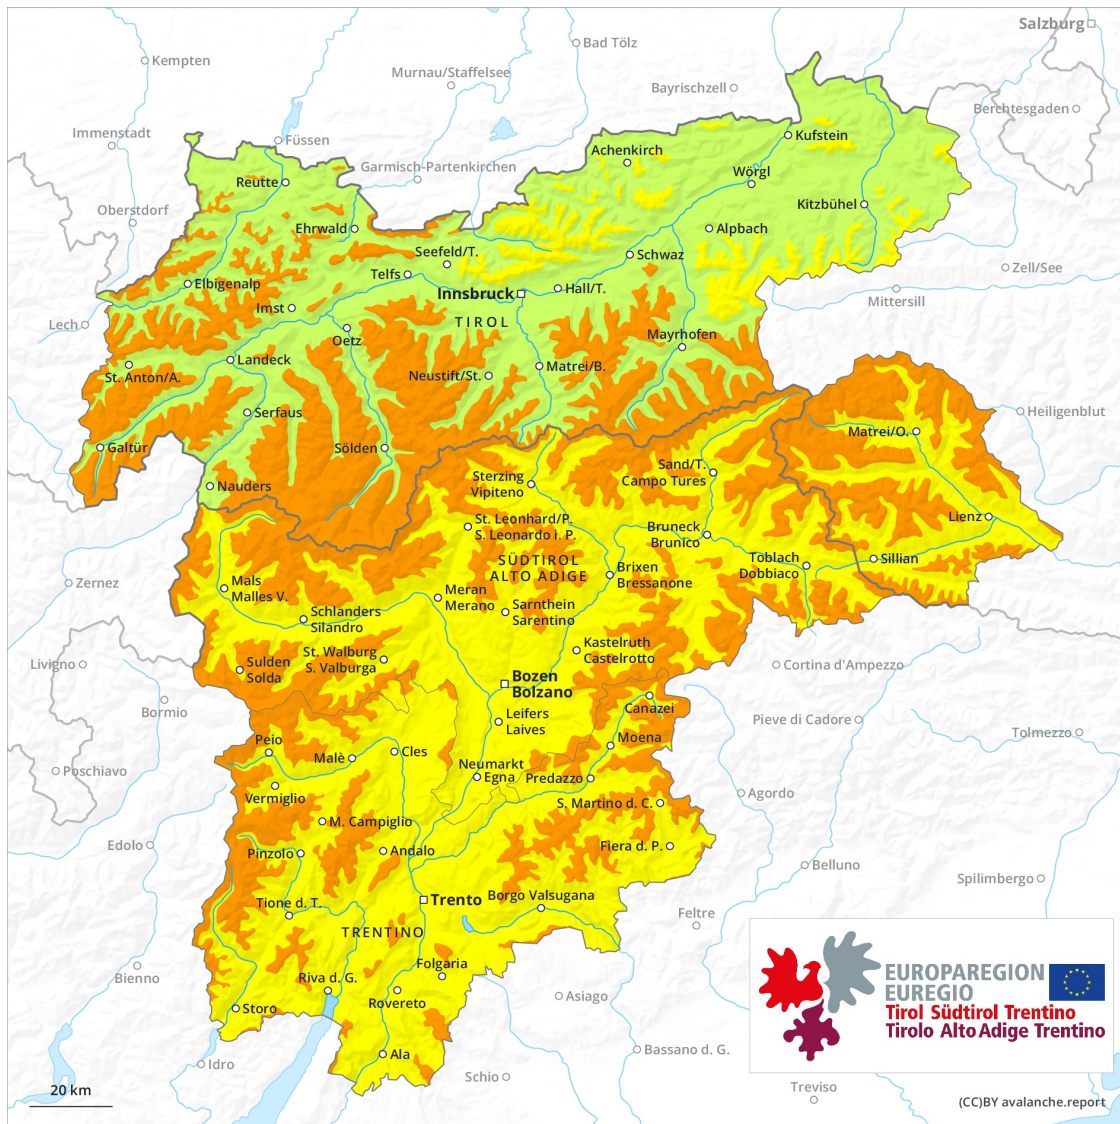 Salzburg
Bad Tölz
Kempten
Murnau/Staffelsee
Bayrischzell
Berchtesgaden
Immenstadt
Füssen
Kufstein
Achenkirch
Garmisch-Partenkirchen
Wörgl
Reutte
Kitzbühel
Oberstdorf
Ehrwald
Alpbach
Seefeld/T.
Schwaz
Telfs
Zell/See
Elbigenalp
Innsbruck
Hall/T.
Mittersill
Imst
TIROL
Lech
Oetz
Mayrhofen
Landeck
Matrei/B.
St. Anton/A.
Neustift/St.
Serfaus
Heiligenblut
Matrei/O.
Galtür
Sölden
Sand/T.
Campo Tures
Sterzing
Vipiteno
Nauders
St. Leonhard/P.
S. Leonardo i. P.
Lienz
Bruneck
Brunico
SÜDTIROL
ALTO ADIGE
Toblach
Dobbiaco
Sillian
Brixen
Bressanone
Zernez
Mals
Malles V.
Meran
Merano
Schlanders
Silandro
Sarnthein
Sarentino
Kastelruth
Castelrotto
St. Walburg
S. Valburga
Livigno
Sulden
Solda
Cortina d'Ampezzo
Bozen
Bolzano
Bormio
Canazei
Leifers
Laives
Pieve di Cadore
Tolmezzo
Peio
Moena
Malè
Cles
Poschiavo
Neumarkt
Egna
Predazzo
Vermiglio
Agordo
S. Martino d. C.
M. Campiglio
Edolo
Pinzolo
Andalo
Fiera d. P.
Belluno
Spilimbergo
Tione d. T.
Trento
Borgo Valsugana
Feltre
TRENTINO
Bienno
Folgaria
Riva d. G.
Rovereto
Asiago
Storo
Ala
Bassano d. G.
Idro
Schio
Treviso
EUROPAREGION
EUREGIO
Tirol Südtirol Trentino
Tirolo Alto Adige Trentino
20 km
(CC)BY avalanche.report